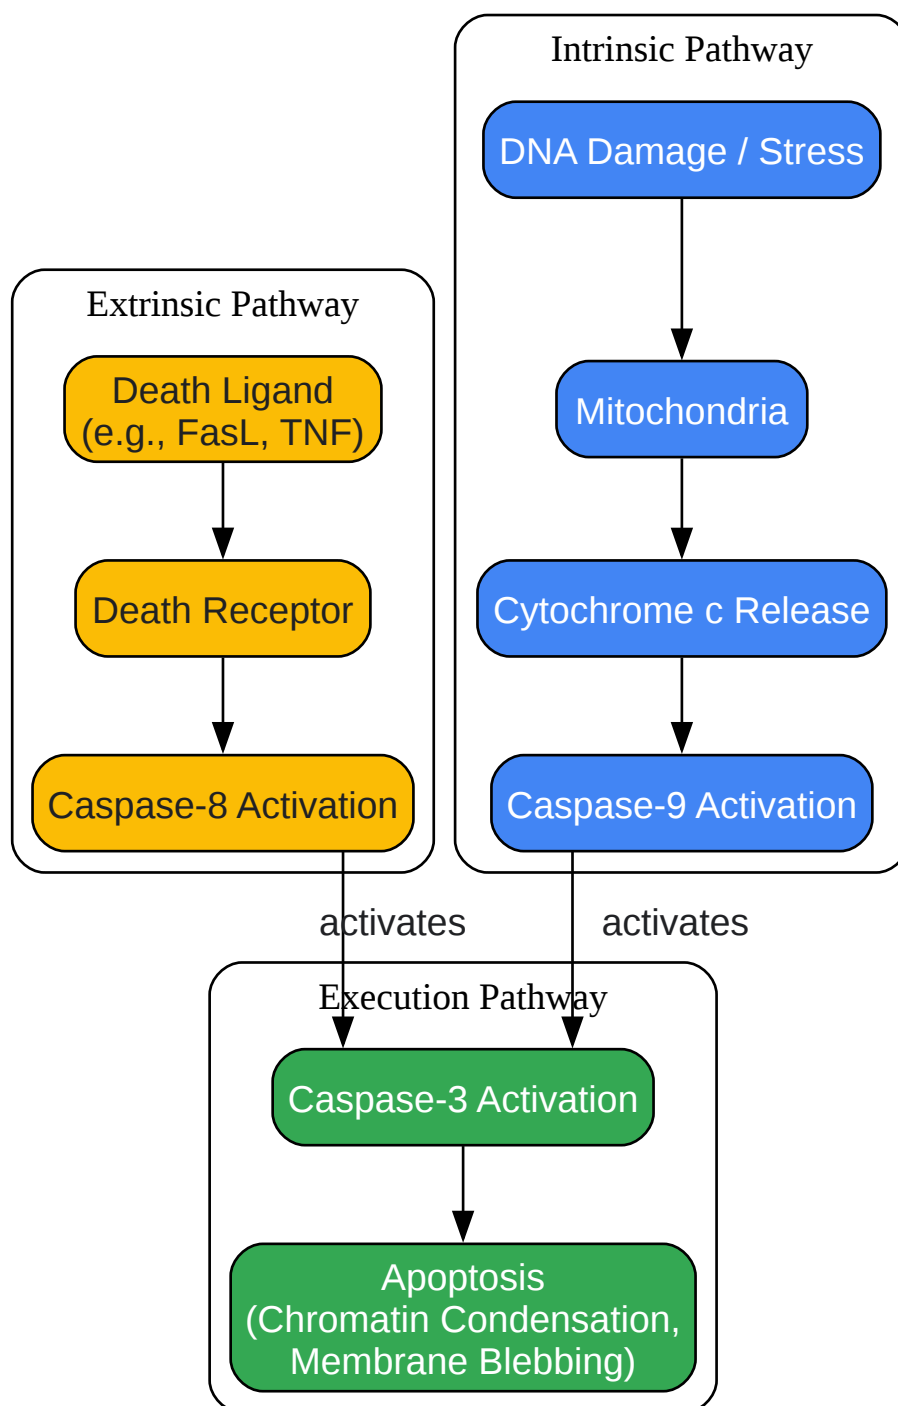 Intrinsic Pathway
DNA Damage / Stress
Extrinsic Pathway
Death Ligand
(e.g., FasL, TNF)
Mitochondria
Death Receptor
Cytochrome c Release
Caspase-8 Activation
Caspase-9 Activation
activates
activates
Execution Pathway
Caspase-3 Activation
Apoptosis
(Chromatin Condensation,
Membrane Blebbing)